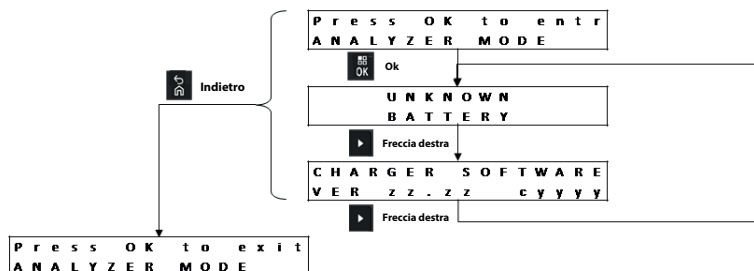 Press OK to entr
ANALYZER MODE
OK Ok
Indietro
UNKNOWN
BATTERY
Freccia destra
CHARGER SOFTWARE
VER zz.zz cyyyy
Freccia destra
Press OK to exit
ANALYZER MODE